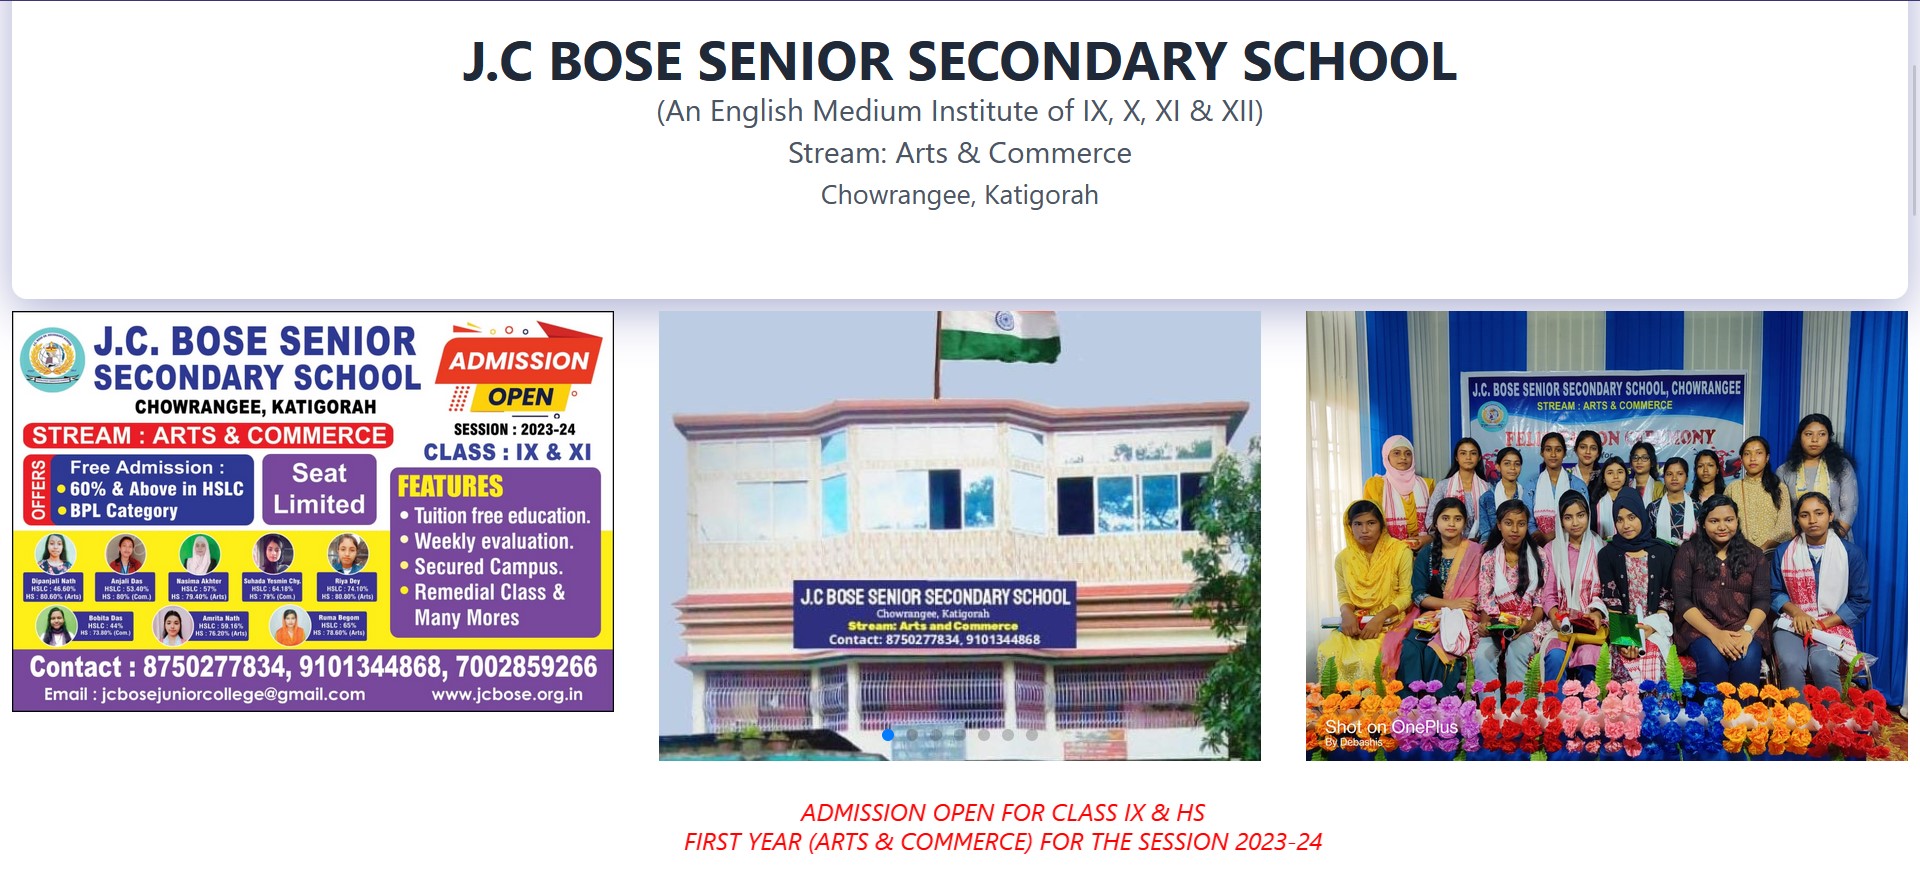 J.C BOSE SENIOR SECONDARY SCHOOL
(An English Medium Institute of IX, X, XI & XII)
Stream: Arts & Commerce
Chowrangee, Katigorah
J.C. BOSE SENIOR
SECONDARY SCHOOL
CHOWRANGEE, KATIGORAH
STREAM : ARTS & COMMERCE
ADMISSION
OPEN
SESSION : 2023-24
CLASS : IX & XI
OFFERS
Free Admission :
• 60% & Above in HSLC
• BPL Category
Seat
Limited
FEATURES
• Tuition free education.
• Weekly evaluation.
• Secured Campus.
• Remedial Class &
Many Mores
Dipanjali Nath
HSLC : 46.60%
HS : 80.60% (Arts)
Anjali Das
HSLC : 53.40%
HS : 80% (Com.)
Nasima Akhter
HSLC : 57%
HS : 79.40% (Arts)
Suhada Yesmin Chy.
HSLC : 64.18%
HS : 79% (Com.)
Riya Dey
HSLC : 74.10%
HS : 80.80% (Arts)
Bobita Das
HSLC : 44%
HS : 73.80% (Com.)
Amrita Nath
HSLC : 59.16%
HS : 76.20% (Arts)
Ruma Begom
HSLC : 65%
HS : 78.60% (Arts)
Contact : 8750277834, 9101344868, 7002859266
Email : jcbosejuniorcollege@gmail.com
www.jcbose.org.in
J.C BOSE SENIOR SECONDARY SCHOOL
Chowrangee, Katigorah
Stream: Arts and Commerce
Contact: 8750277834, 9101344868
J.C. BOSE SENIOR SECONDARY SCHOOL, CHOWRANGEE
STREAM : ARTS & COMMERCE
Shot on OnePlus
By Debashis
ADMISSION OPEN FOR CLASS IX & HS
FIRST YEAR (ARTS & COMMERCE) FOR THE SESSION 2023-24